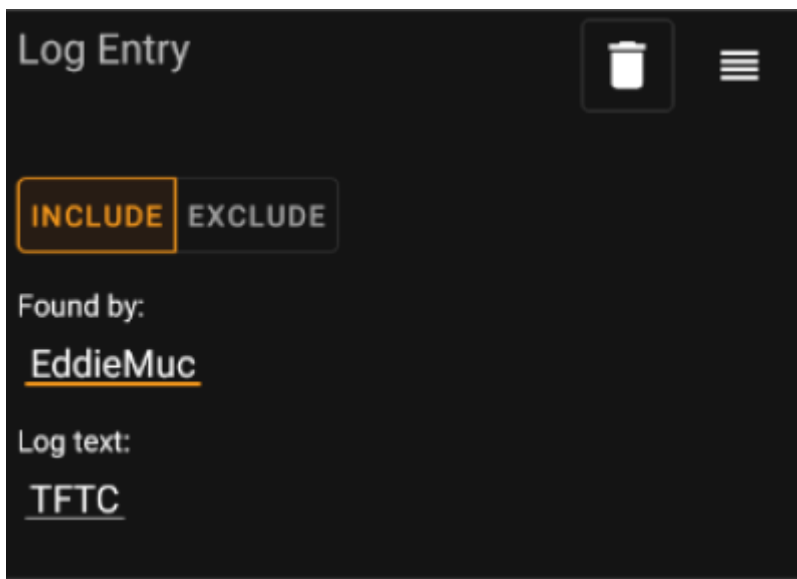 Log Entry
INCLUDE EXCLUDE
Found by:
EddieMuc
Log text:
TFTC